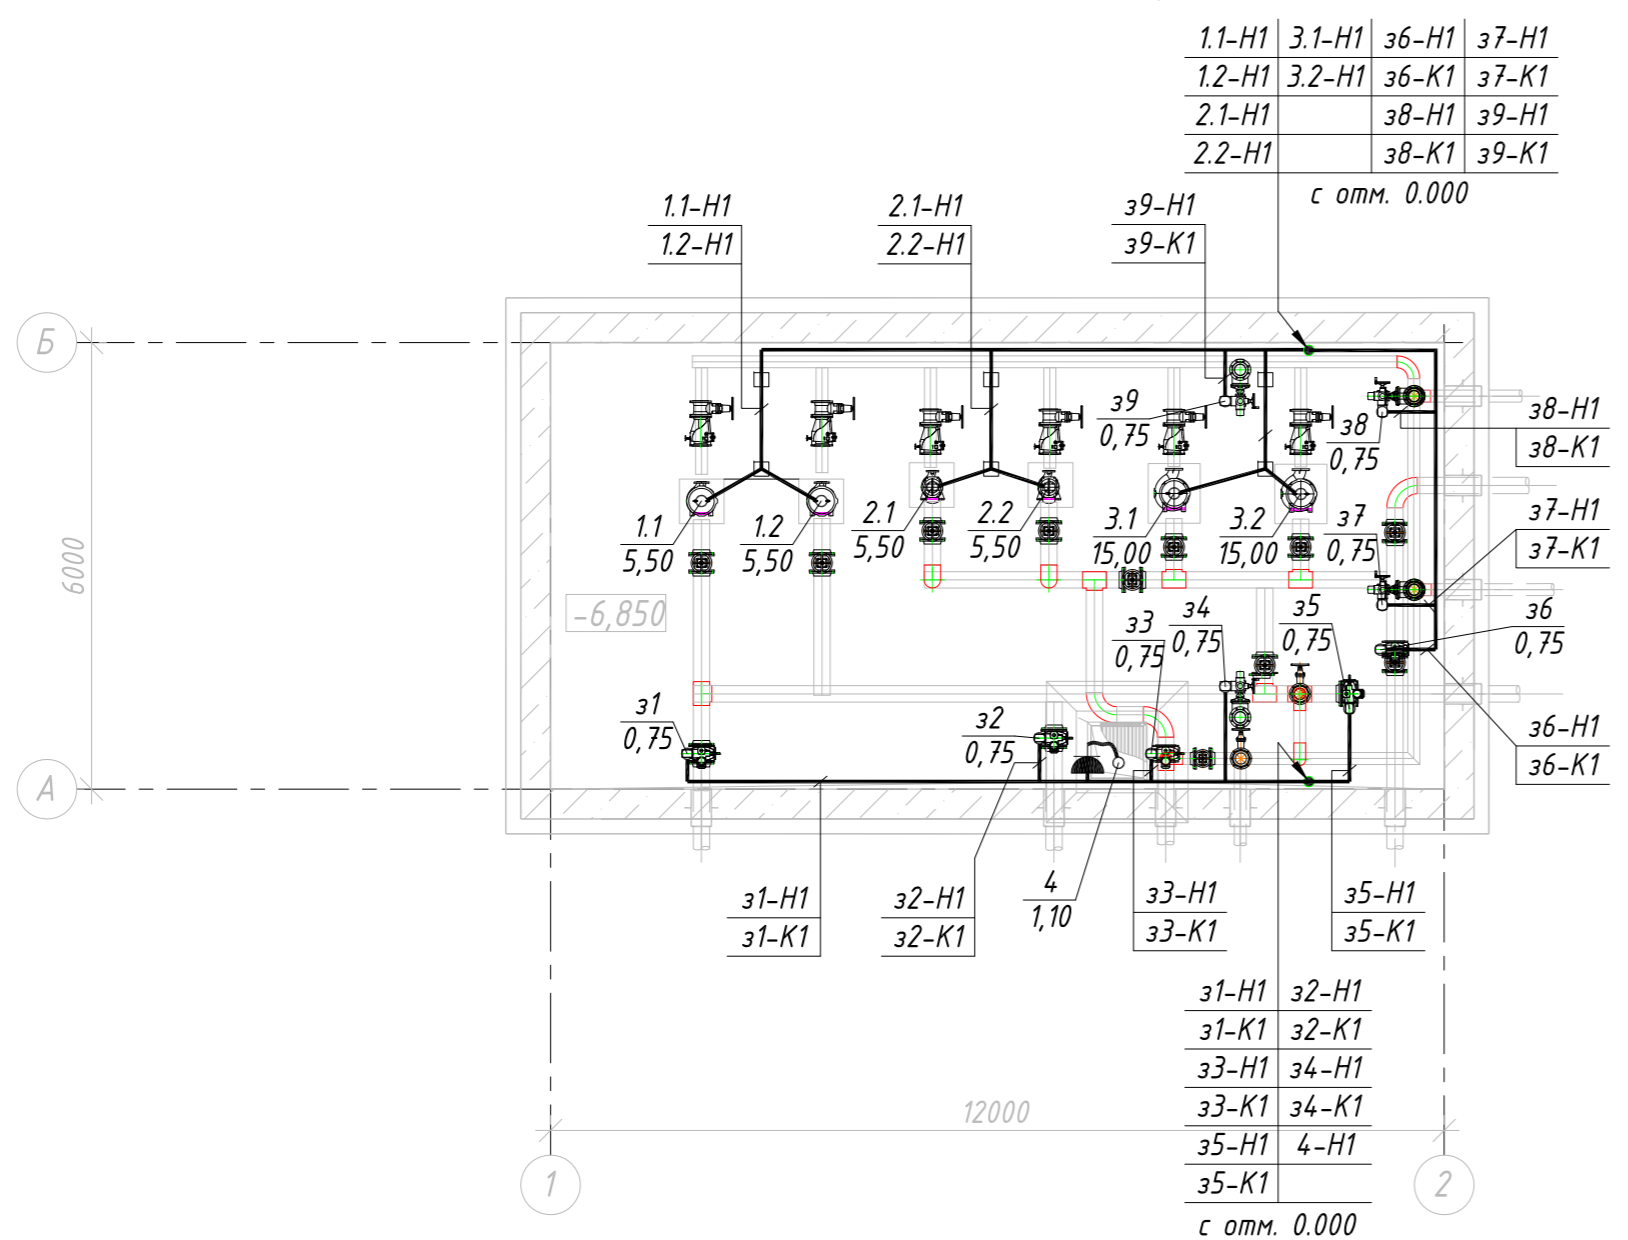 1.1-Н1 3.1-Н1 з6-Н1 з7-Н1
1.2-Н1 3.2-Н1 з6-К1 з7-К1
2.1-Н1 з8-Н1 з9-Н1
2.2-Н1 з8-К1 з9-К1
с отм. 0.000
1.1-Н1
1.2-Н1
2.1-Н1
2.2-Н1
з9-Н1
з9-К1
Б
з9
0,75
з8
0,75
з8-Н1
з8-К1
1.1
5,50
1.2
5,50
2.1
5,50
2.2
5,50
3.1
15,00
3.2
15,00
з7
0,75
з7-Н1
з7-К1
6000
-6,850
з3
0,75
з4
0,75
з5
0,75
з6
0,75
з1
0,75
з2
0,75
з6-Н1
з6-К1
А
з1-Н1
з1-К1
з2-Н1
з2-К1
4
1,10
з3-Н1
з3-К1
з5-Н1
з5-К1
з1-Н1 з2-Н1
з1-К1 з2-К1
з3-Н1 з4-Н1
з3-К1 з4-К1
з5-Н1 4-Н1
з5-К1
с отм. 0.000
12000
1
2